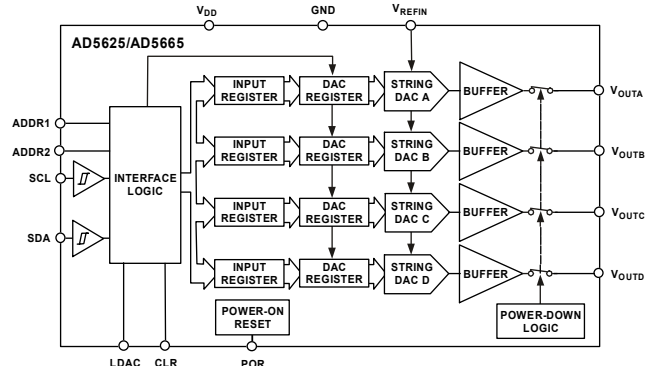 VDD
GND
VREFIN
AD5625/AD5665
ADDR1
ADDR2
SCL
SDA
INTERFACE
LOGIC
INPUT
REGISTER
DAC
REGISTER
STRING
DAC A
BUFFER
VOUTA
INPUT
REGISTER
DAC
REGISTER
STRING
DAC B
BUFFER
VOUTB
INPUT
REGISTER
DAC
REGISTER
STRING
DAC C
BUFFER
VOUTC
INPUT
REGISTER
DAC
REGISTER
STRING
DAC D
BUFFER
VOUTD
POWER-ON
RESET
POWER-DOWN
LOGIC
LDAC
CLR
POR